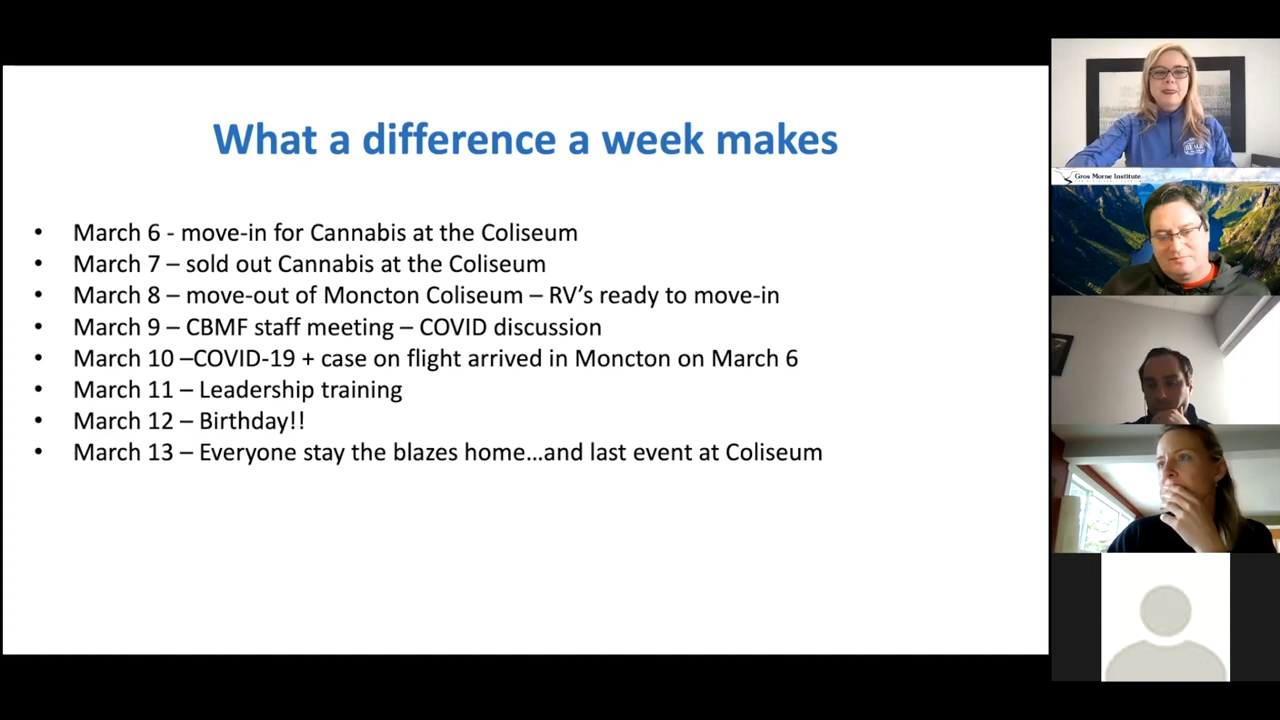 What a difference a week makes
• March 6 - move-in for Cannabis at the Coliseum
• March 7 – sold out Cannabis at the Coliseum
• March 8 – move-out of Moncton Coliseum – RV’s ready to move-in
• March 9 – CBMF staff meeting – COVID discussion
• March 10 –COVID-19 + case on flight arrived in Moncton on March 6
• March 11 – Leadership training
• March 12 – Birthday!!
• March 13 – Everyone stay the blazes home…and last event at Coliseum
Gros Morne Institute